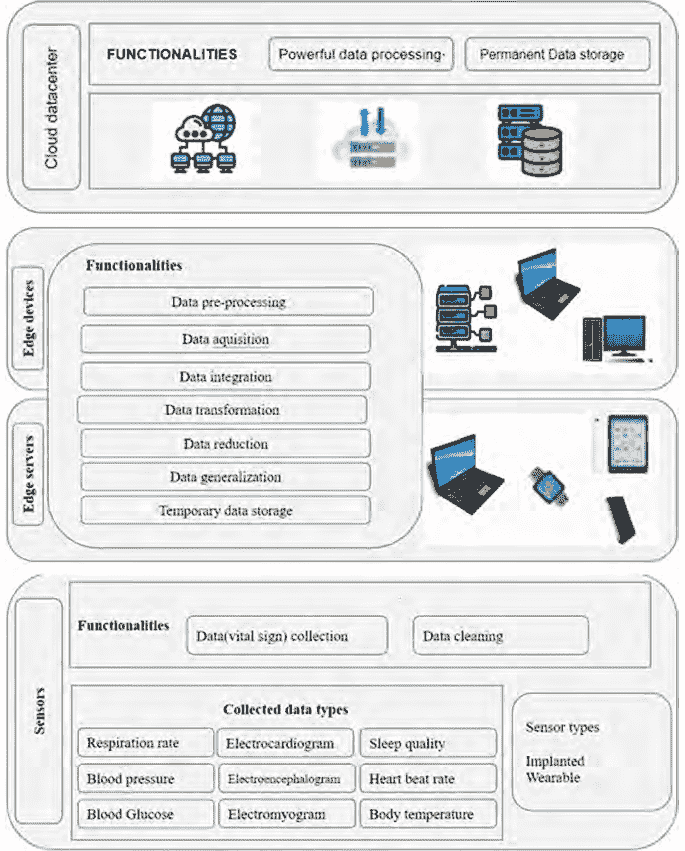 Cloud datacenter
FUNCTIONALITIES
Powerful data processing·
Permanent Data storage
Edge devices
Functionalities
Data pre-processing
Data aquisition
Data integration
Data transformation
Data reduction
Data generalization
Temporary data storage
Edge servers
Sensors
Functionalities
Data(vital sign) collection
Data cleaning
Collected data types
Respiration rate
Electrocardiogram
Sleep quality
Blood pressure
Electroencephalogram
Heart beat rate
Blood Glucose
Electromyogram
Body temperature
Sensor types
Implanted
Wearable